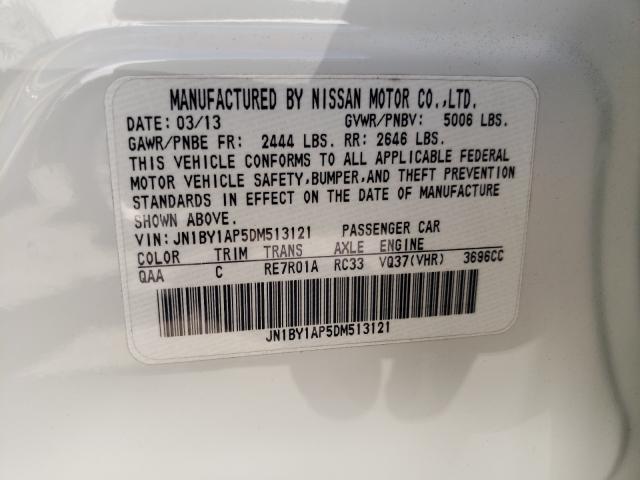 MANUFACTURED BY NISSAN MOTOR CO.,LTD.
DATE: 03/13 GVWR/PNBV: 5006 LBS.
GAWR/PNBE FR: 2444 LBS. RR: 2646 LBS.
THIS VEHICLE CONFORMS TO ALL APPLICABLE FEDERAL
MOTOR VEHICLE SAFETY,BUMPER,AND THEFT PREVENTION
STANDARDS IN EFFECT ON THE DATE OF MANUFACTURE
SHOWN ABOVE.
VIN: JN1BY1AP5DM513121 PASSENGER CAR
COLOR TRIM TRANS AXLE ENGINE
QAA C RE7R01A RC33 VQ37(VHR) 3696CC
JN1BY1AP5DM513121